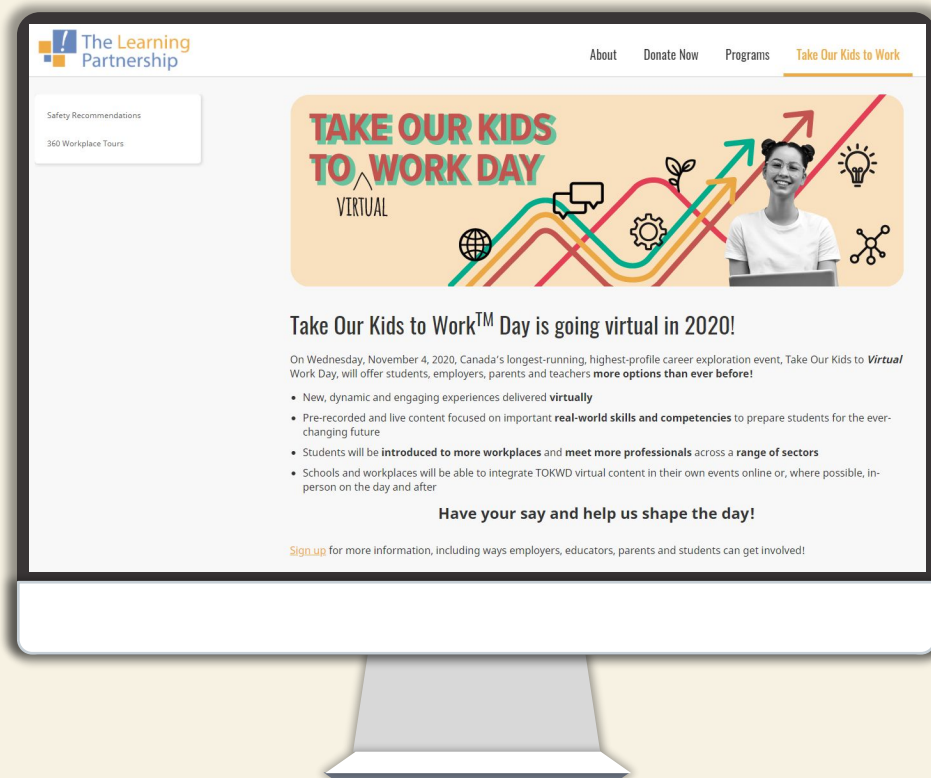 The Learning
Partnership
About
Donate Now
Programs
Take Our Kids to Work
Safety Recommendations
360 Workplace Tours
TAKE OUR KIDS
TO WORK DAY
VIRTUAL
Take Our Kids to Work™ Day is going virtual in 2020!
On Wednesday, November 4, 2020, Canada's longest-running, highest-profile career exploration event, Take Our Kids to Virtual
Work Day, will offer students, employers, parents and teachers more options than ever before!
• New, dynamic and engaging experiences delivered virtually
• Pre-recorded and live content focused on important real-world skills and competencies to prepare students for the ever-
changing future
• Students will be introduced to more workplaces and meet more professionals across a range of sectors
• Schools and workplaces will be able to integrate TOKWD virtual content in their own events online or, where possible, in-
person on the day and after
Have your say and help us shape the day!
Sign up for more information, including ways employers, educators, parents and students can get involved!